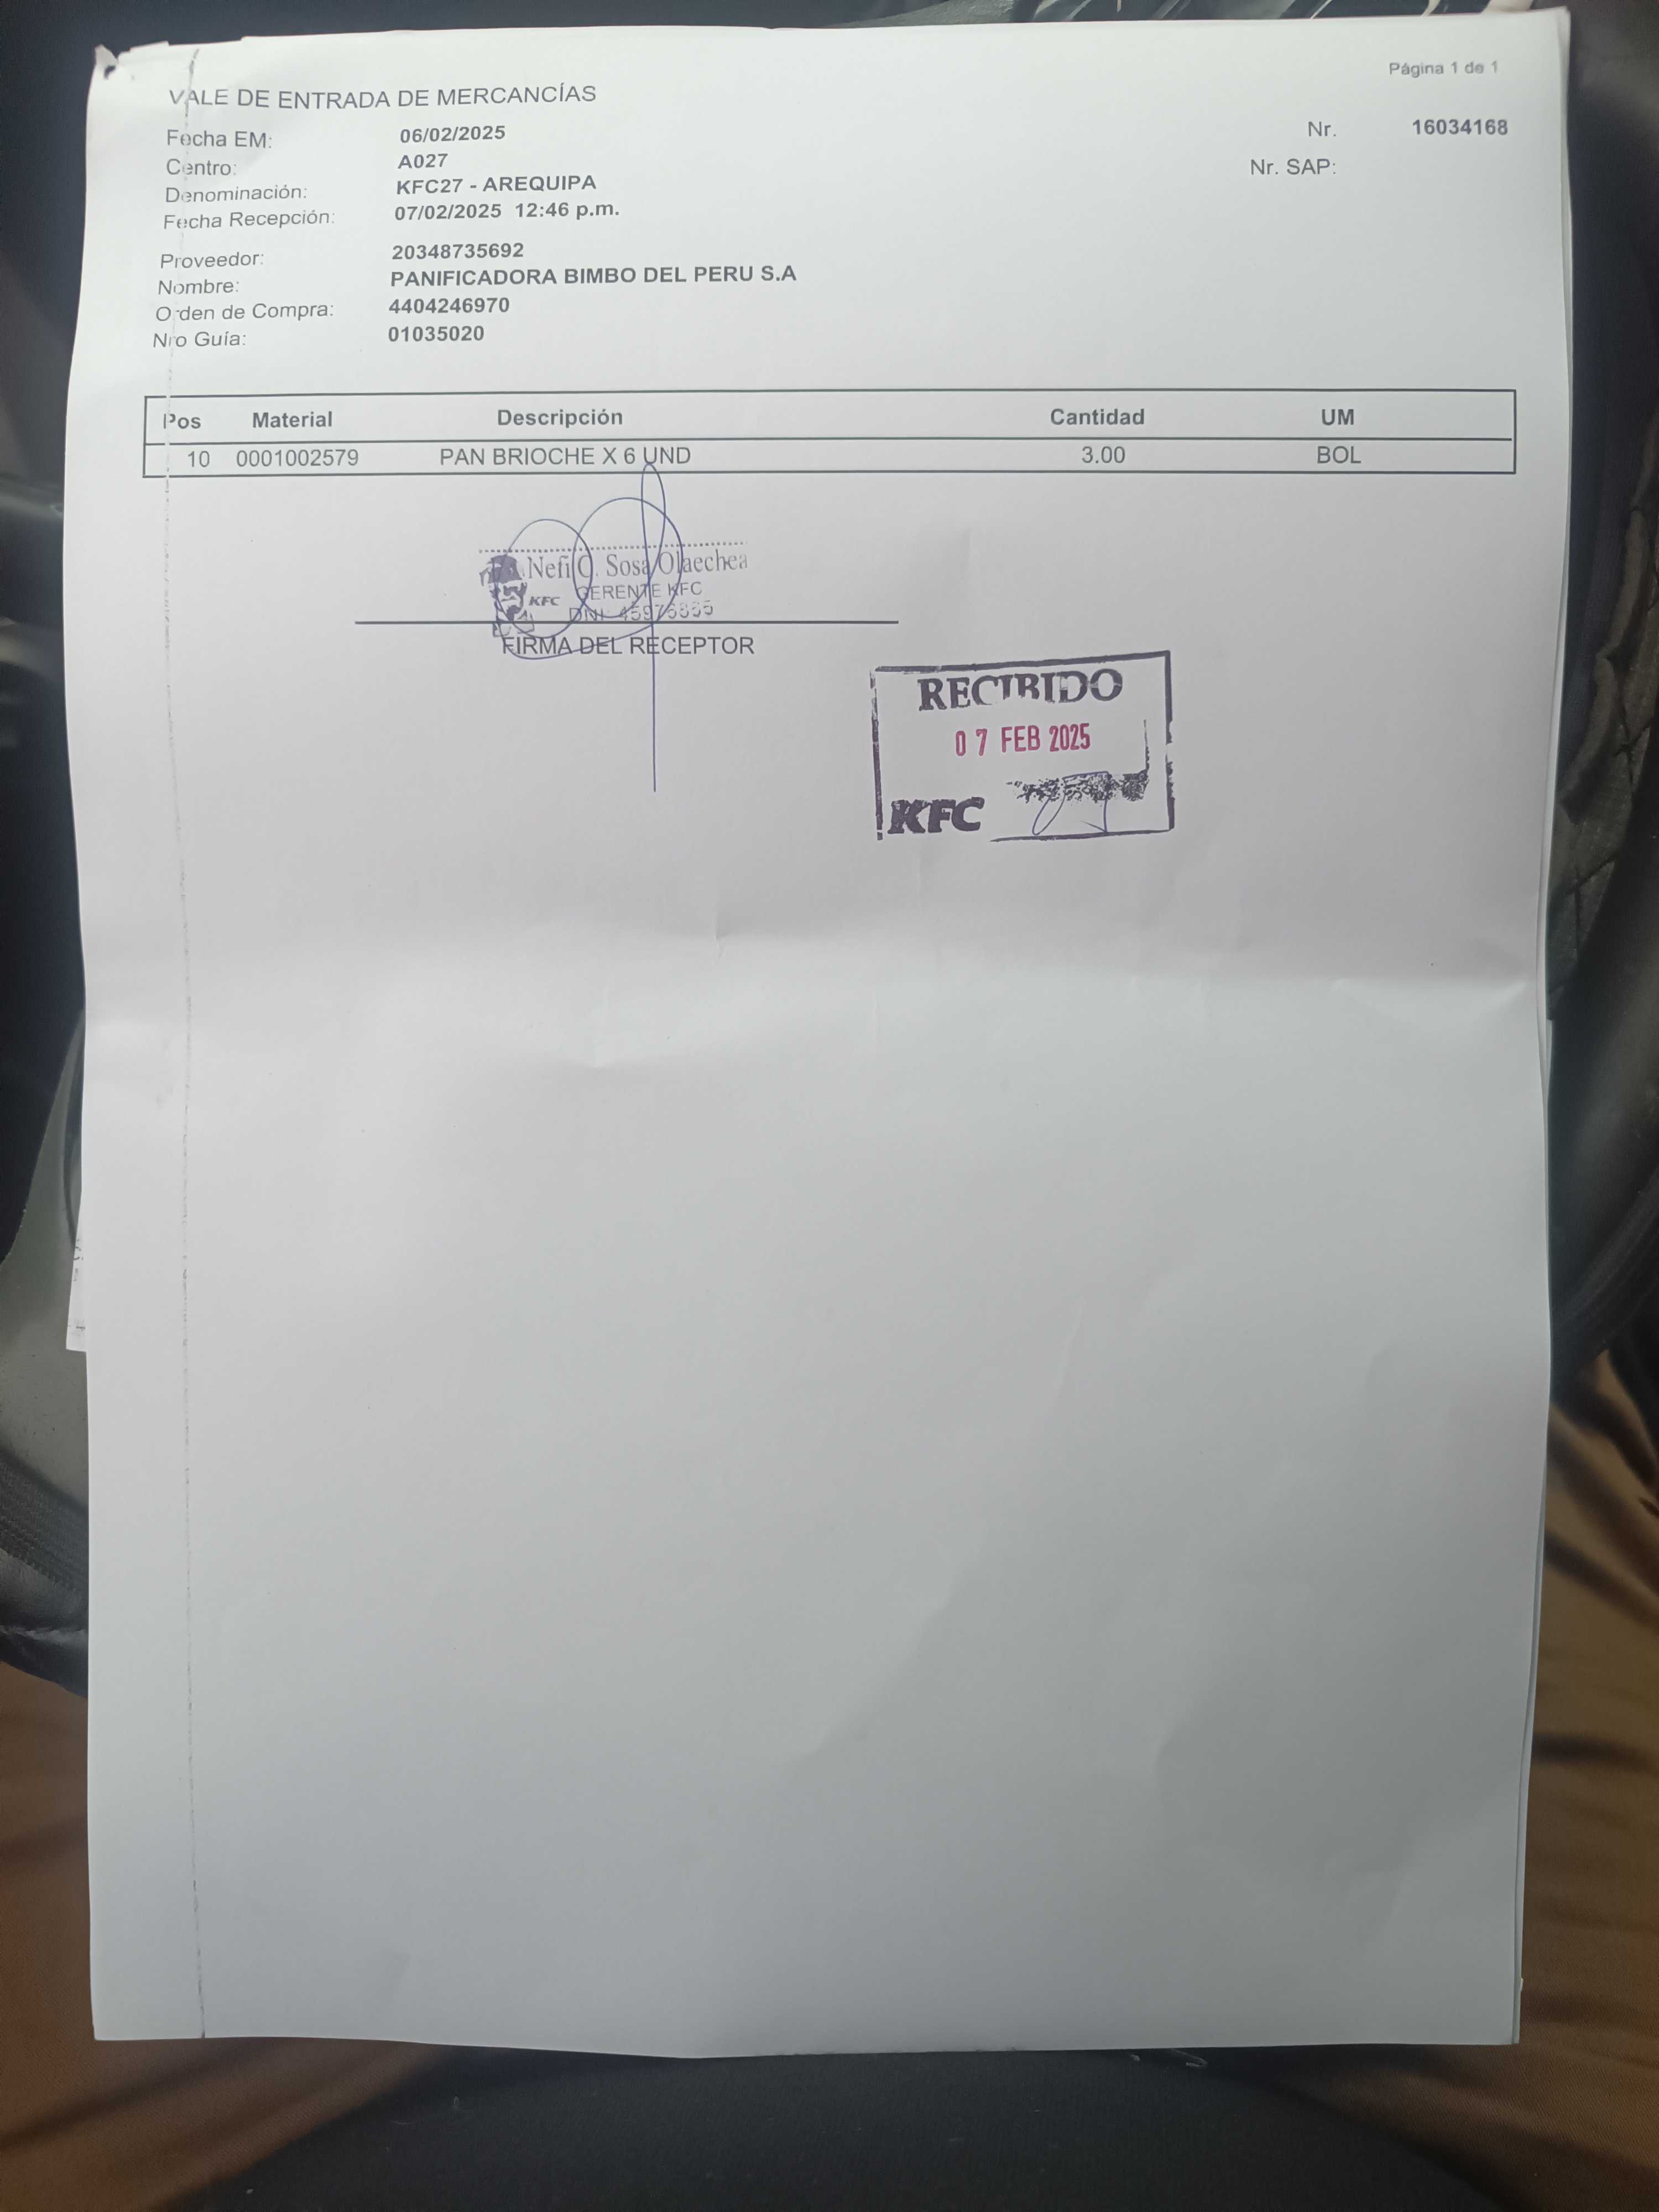 Página 1 de 1
VALE DE ENTRADA DE MERCANCÍAS
Fecha EM: 06/02/2025
Nr. 16034168
Centro: A027
Nr. SAP:
Denominación: KFC27 - AREQUIPA
Fecha Recepción: 07/02/2025 12:46 p.m.
Proveedor: 20348735692
Nombre: PANIFICADORA BIMBO DEL PERU S.A
Orden de Compra: 4404246970
Nro Guía: 01035020
Pos Material Descripción Cantidad UM
10 0001002579 PAN BRIOCHE X 6 UND 3.00 BOL
Nefi C. Sosa Olaechea
KFC GERENTE KFC
DNI:
FIRMA DEL RECEPTOR
RECIBIDO
07 FEB 2025
KFC